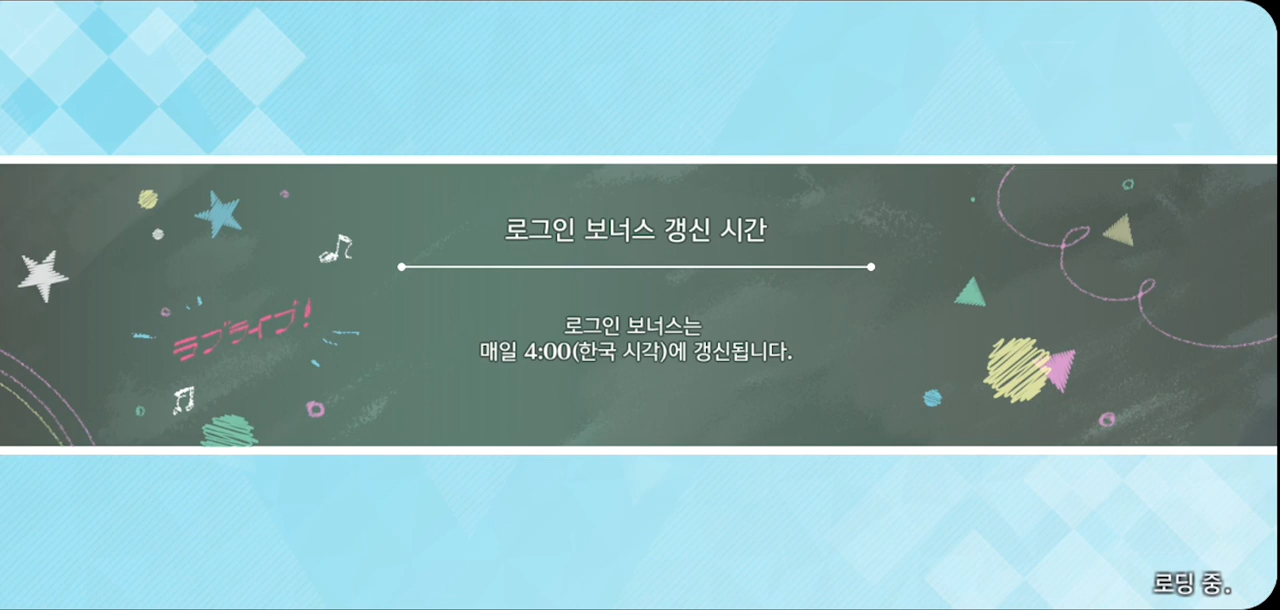 로그인 보너스 갱신 시간
로그인 보너스는
매일 4:00(한국 시각)에 갱신됩니다.
ラブライブ!
로딩 중.